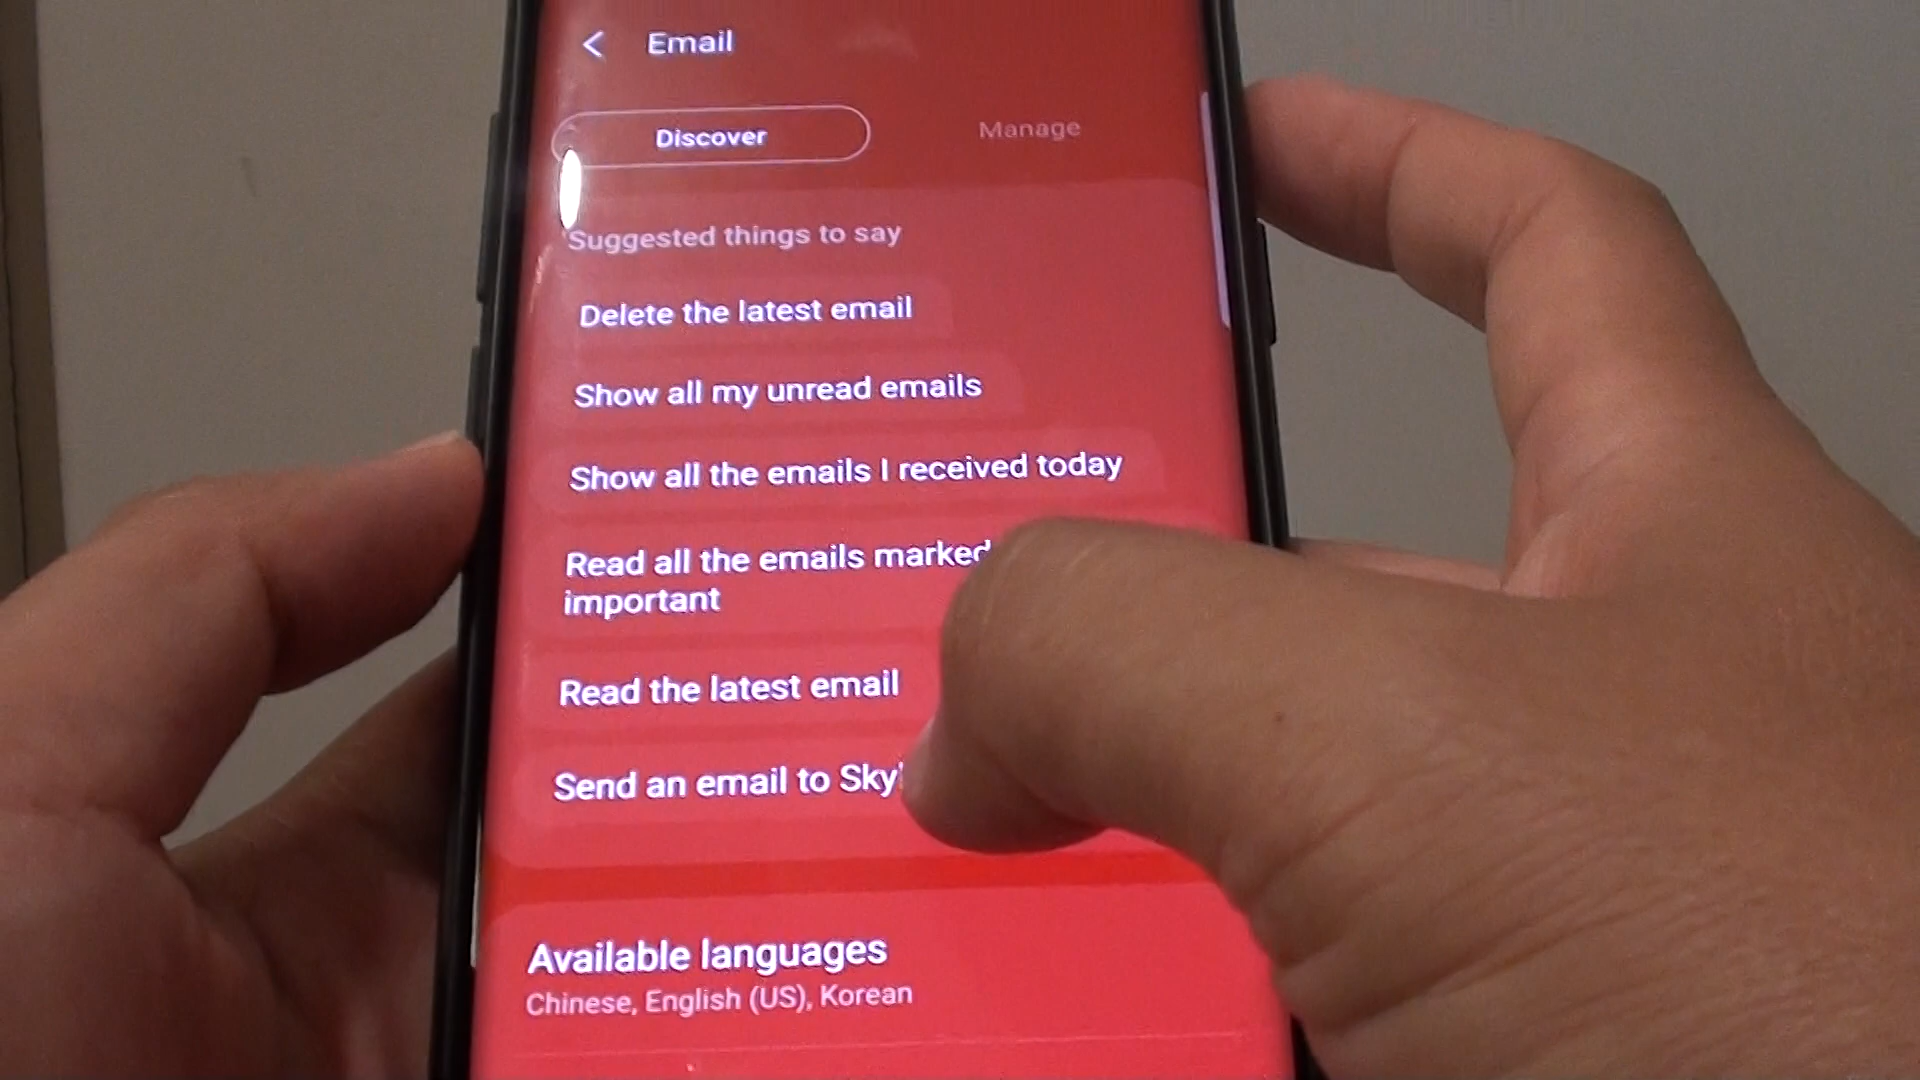 Email
Discover
Manage
Suggested things to say
Delete the latest email
Show all my unread emails
Show all the emails I received today
Read all the emails marked
important
Read the latest email
Send an email to
Available languages
Chinese, English (US), Korean